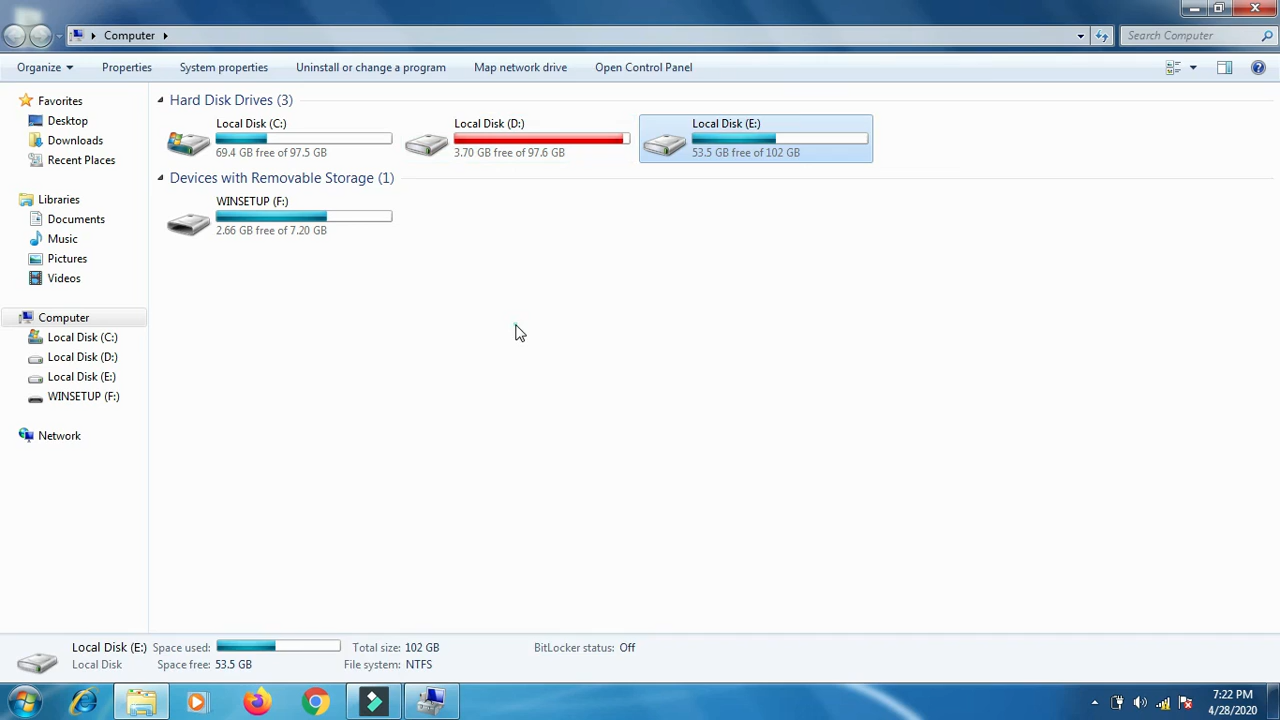 Computer
Search Computer
Organize
Properties
System properties
Uninstall or change a program
Map network drive
Open Control Panel
Favorites
Desktop
Downloads
Recent Places
Libraries
Documents
Music
Pictures
Videos
Computer
Local Disk (C:)
Local Disk (D:)
Local Disk (E:)
WINSETUP (F:)
Network
Hard Disk Drives (3)
Local Disk (C:)
69.4 GB free of 97.5 GB
Local Disk (D:)
3.70 GB free of 97.6 GB
Local Disk (E:)
53.5 GB free of 102 GB
Devices with Removable Storage (1)
WINSETUP (F:)
2.66 GB free of 7.20 GB
Local Disk (E:) Space used: Total size: 102 GB BitLocker status: Off
Local Disk Space free: 53.5 GB File system: NTFS
7:22 PM
4/28/2020